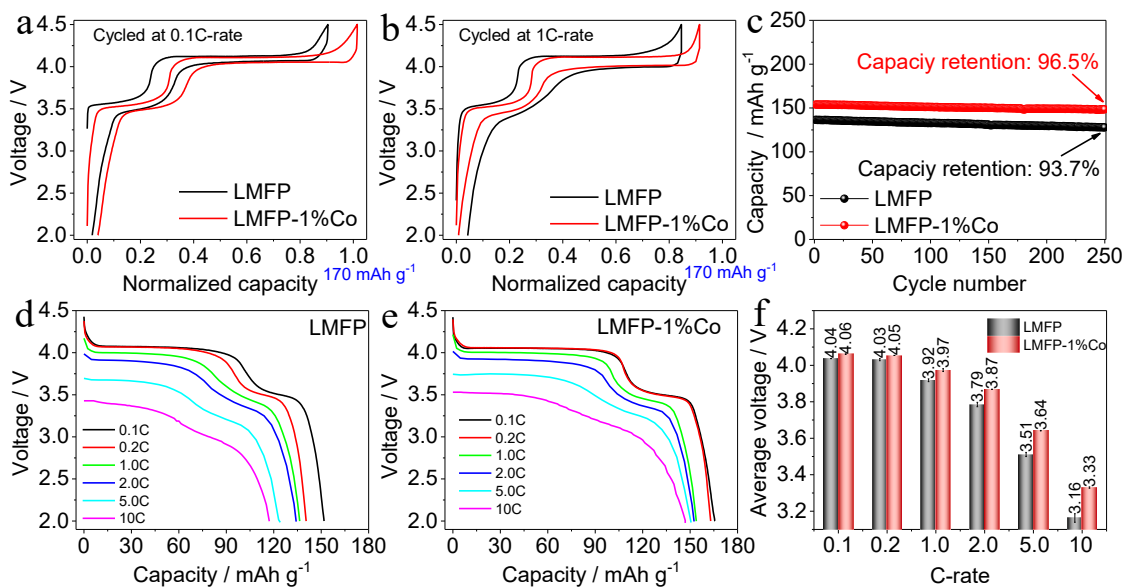 a
Cycled at 0.1C-rate
4.5
4.0
3.5
3.0
2.5
2.0
Voltage / V
LMFP
LMFP-1%Co
0.0 0.2 0.4 0.6 0.8 1.0
Normalized capacity
170 mAh g⁻¹
b
Cycled at 1C-rate
4.5
4.0
3.5
3.0
2.5
2.0
Voltage / V
LMFP
LMFP-1%Co
0.0 0.2 0.4 0.6 0.8 1.0
Normalized capacity
170 mAh g⁻¹
c
250
200
150
100
50
0
Capacity / mAh g⁻¹
Capaciy retention: 96.5%
Capaciy retention: 93.7%
LMFP
LMFP-1%Co
0 50 100 150 200 250
Cycle number
d
LMFP
4.5
4.0
3.5
3.0
2.5
2.0
Voltage / V
0.1C
0.2C
1.0C
2.0C
5.0C
10C
0 30 60 90 120 150 180
Capacity / mAh g⁻¹
e
LMFP-1%Co
4.5
4.0
3.5
3.0
2.5
2.0
Voltage / V
0.1C
0.2C
1.0C
2.0C
5.0C
10C
0 30 60 90 120 150 180
Capacity / mAh g⁻¹
f
LMFP
LMFP-1%Co
4.2
4.0
3.8
3.6
3.4
3.2
Average voltage / V
4.04
4.06
4.03
4.05
3.92
3.97
3.79
3.87
3.51
3.64
3.16
3.33
0.1 0.2 1.0 2.0 5.0 10
C-rate